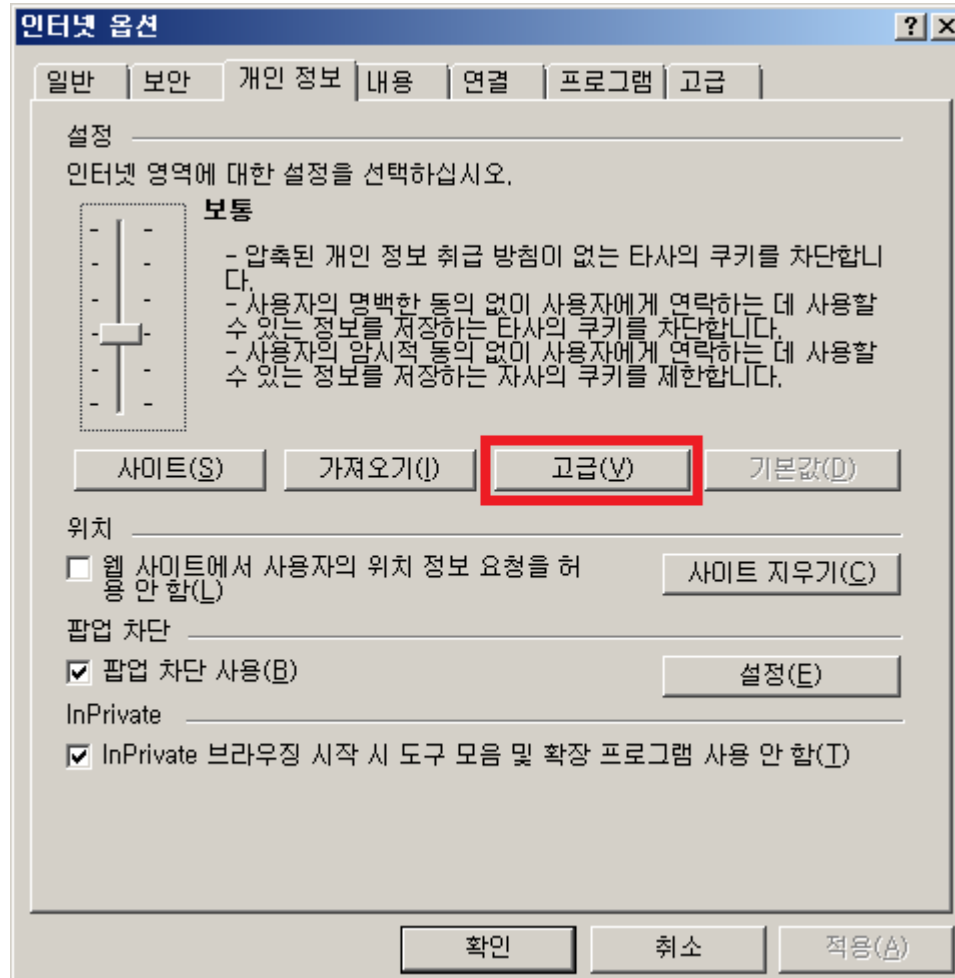 인터넷 옵션
일반 보안 개인 정보 내용 연결 프로그램 고급
설정
인터넷 영역에 대한 설정을 선택하십시오.
보통
- 압축된 개인 정보 취급 방침이 없는 타사의 쿠키를 차단합니
다.
- 사용자의 명백한 동의 없이 사용자에게 연락하는 데 사용할
수 있는 정보를 저장하는 타사의 쿠키를 차단합니다.
- 사용자의 암시적 동의 없이 사용자에게 연락하는 데 사용할
수 있는 정보를 저장하는 자사의 쿠키를 제한합니다.
사이트(S) 가져오기(I) 고급(V) 기본값(D)
위치
웹 사이트에서 사용자의 위치 정보 요청을 허
용 안 함(L)
사이트 지우기(C)
팝업 차단
팝업 차단 사용(B) 설정(E)
InPrivate
InPrivate 브라우징 시작 시 도구 모음 및 확장 프로그램 사용 안 함(T)
확인 취소 적용(A)